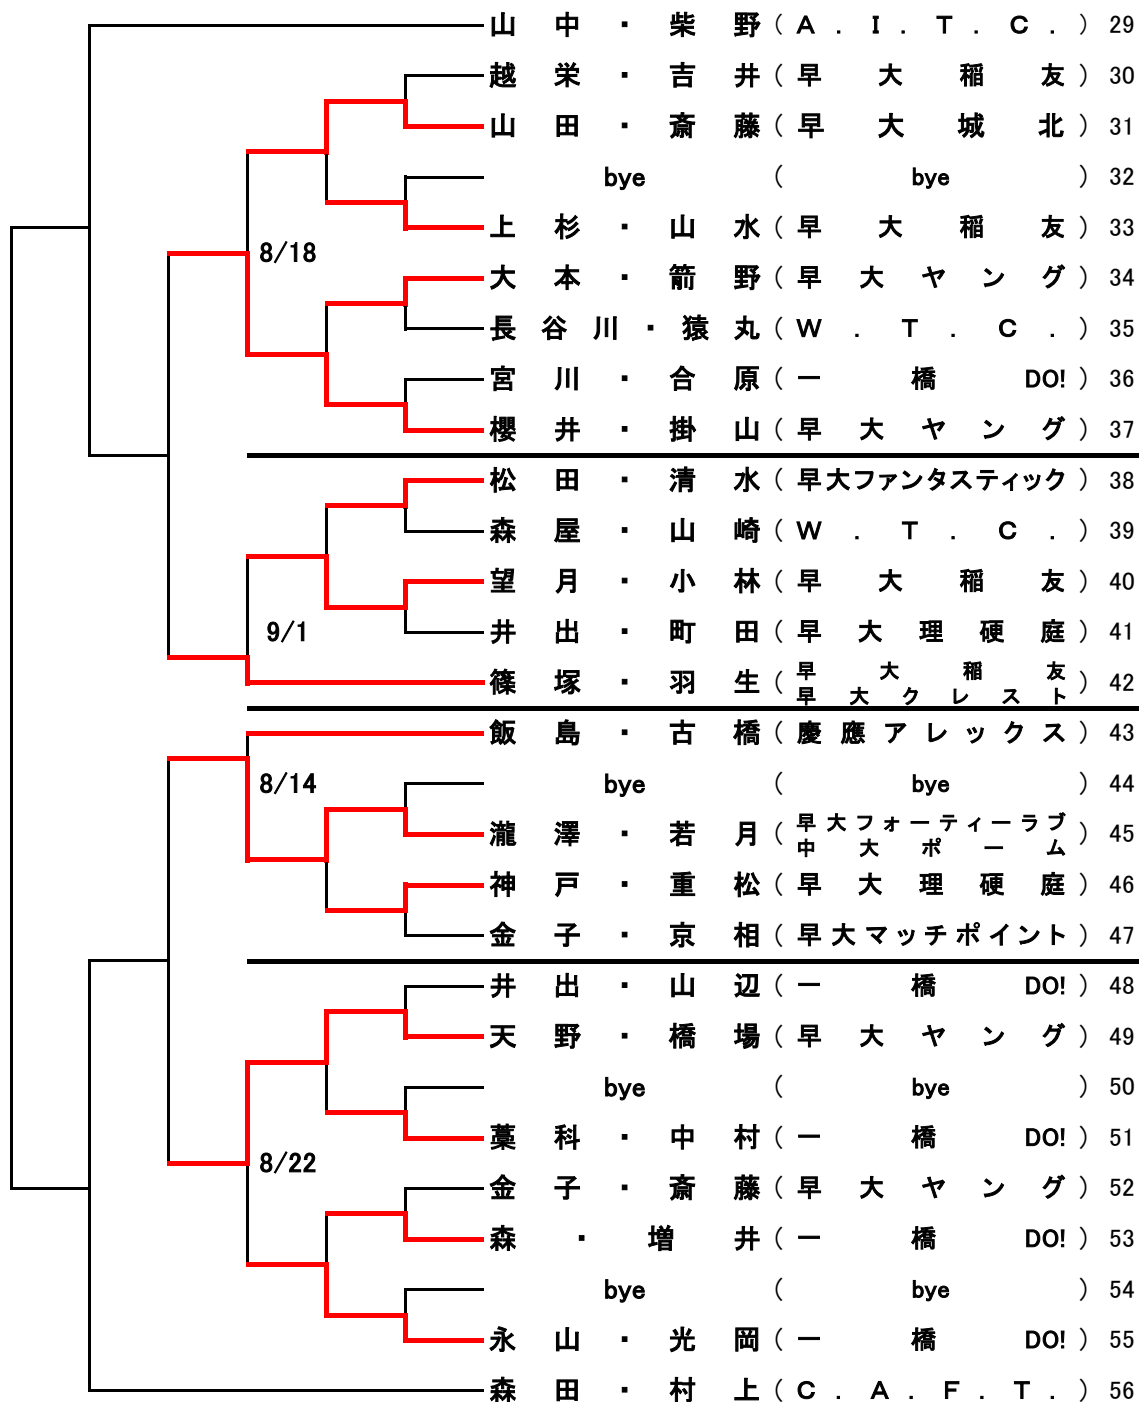 山中・柴野(A.I.T.C.)29
越栄・吉井(早大稲友)30
山田・斎藤(早大城北)31
bye(bye)32
上杉・山水(早大稲友)33
8/18
大本・箭野(早大ヤング)34
長谷川・猿丸(W.T.C.)35
宮川・合原(一橋DO!)36
櫻井・掛山(早大ヤング)37
松田・清水(早大ファンタスティック)38
森屋・山崎(W.T.C.)39
望月・小林(早大稲友)40
9/1
井出・町田(早大理硬庭)41
篠塚・羽生(早大稲友
早大クレスト)42
飯島・古橋(慶應アレックス)43
8/14
bye(bye)44
瀧澤・若月(早大フォーティーラブ
中大ポーム)45
神戸・重松(早大理硬庭)46
金子・京相(早大マッチポイント)47
井出・山辺(一橋DO!)48
天野・橋場(早大ヤング)49
bye(bye)50
藁科・中村(一橋DO!)51
8/22
金子・斎藤(早大ヤング)52
森・増井(一橋DO!)53
bye(bye)54
永山・光岡(一橋DO!)55
森田・村上(C.A.F.T.)56